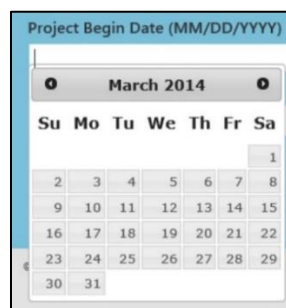 Project Begin Date (MM/DD/YYYY)
March 2014
Su Mo Tu We Th Fr Sa
1
2 3 4 5 6 7 8
9 10 11 12 13 14 15
16 17 18 19 20 21 22
23 24 25 26 27 28 29
30 31